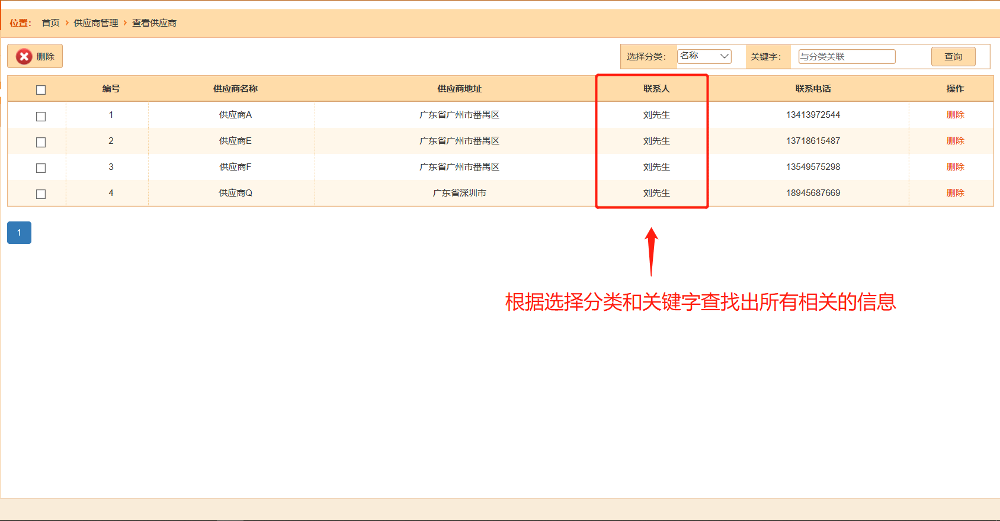 位置： 首页 > 供应商管理 > 查看供应商
删除 选择分类： 名称 关键字： 与分类关联 查询
编号 供应商名称 供应商地址 联系人 联系电话 操作
1 供应商A 广东省广州市番禺区 刘先生 13413972544 删除
2 供应商E 广东省广州市番禺区 刘先生 13718615487 删除
3 供应商F 广东省广州市番禺区 刘先生 13549575298 删除
4 供应商Q 广东省深圳市 刘先生 18945687669 删除
1
根据选择分类和关键字查找出所有相关的信息